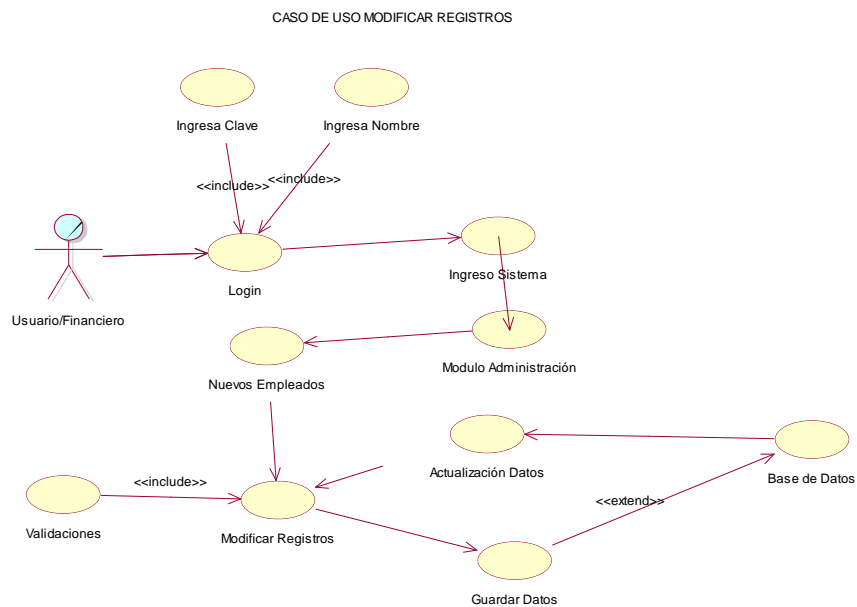 CASO DE USO MODIFICAR REGISTROS
Ingresa Clave
Ingresa Nombre
<<include>>
<<include>>
Login
Ingreso Sistema
Usuario/Financiero
Nuevos Empleados
Modulo Administración
Actualización Datos
Base de Datos
<<include>>
<<extend>>
Validaciones
Modificar Registros
Guardar Datos